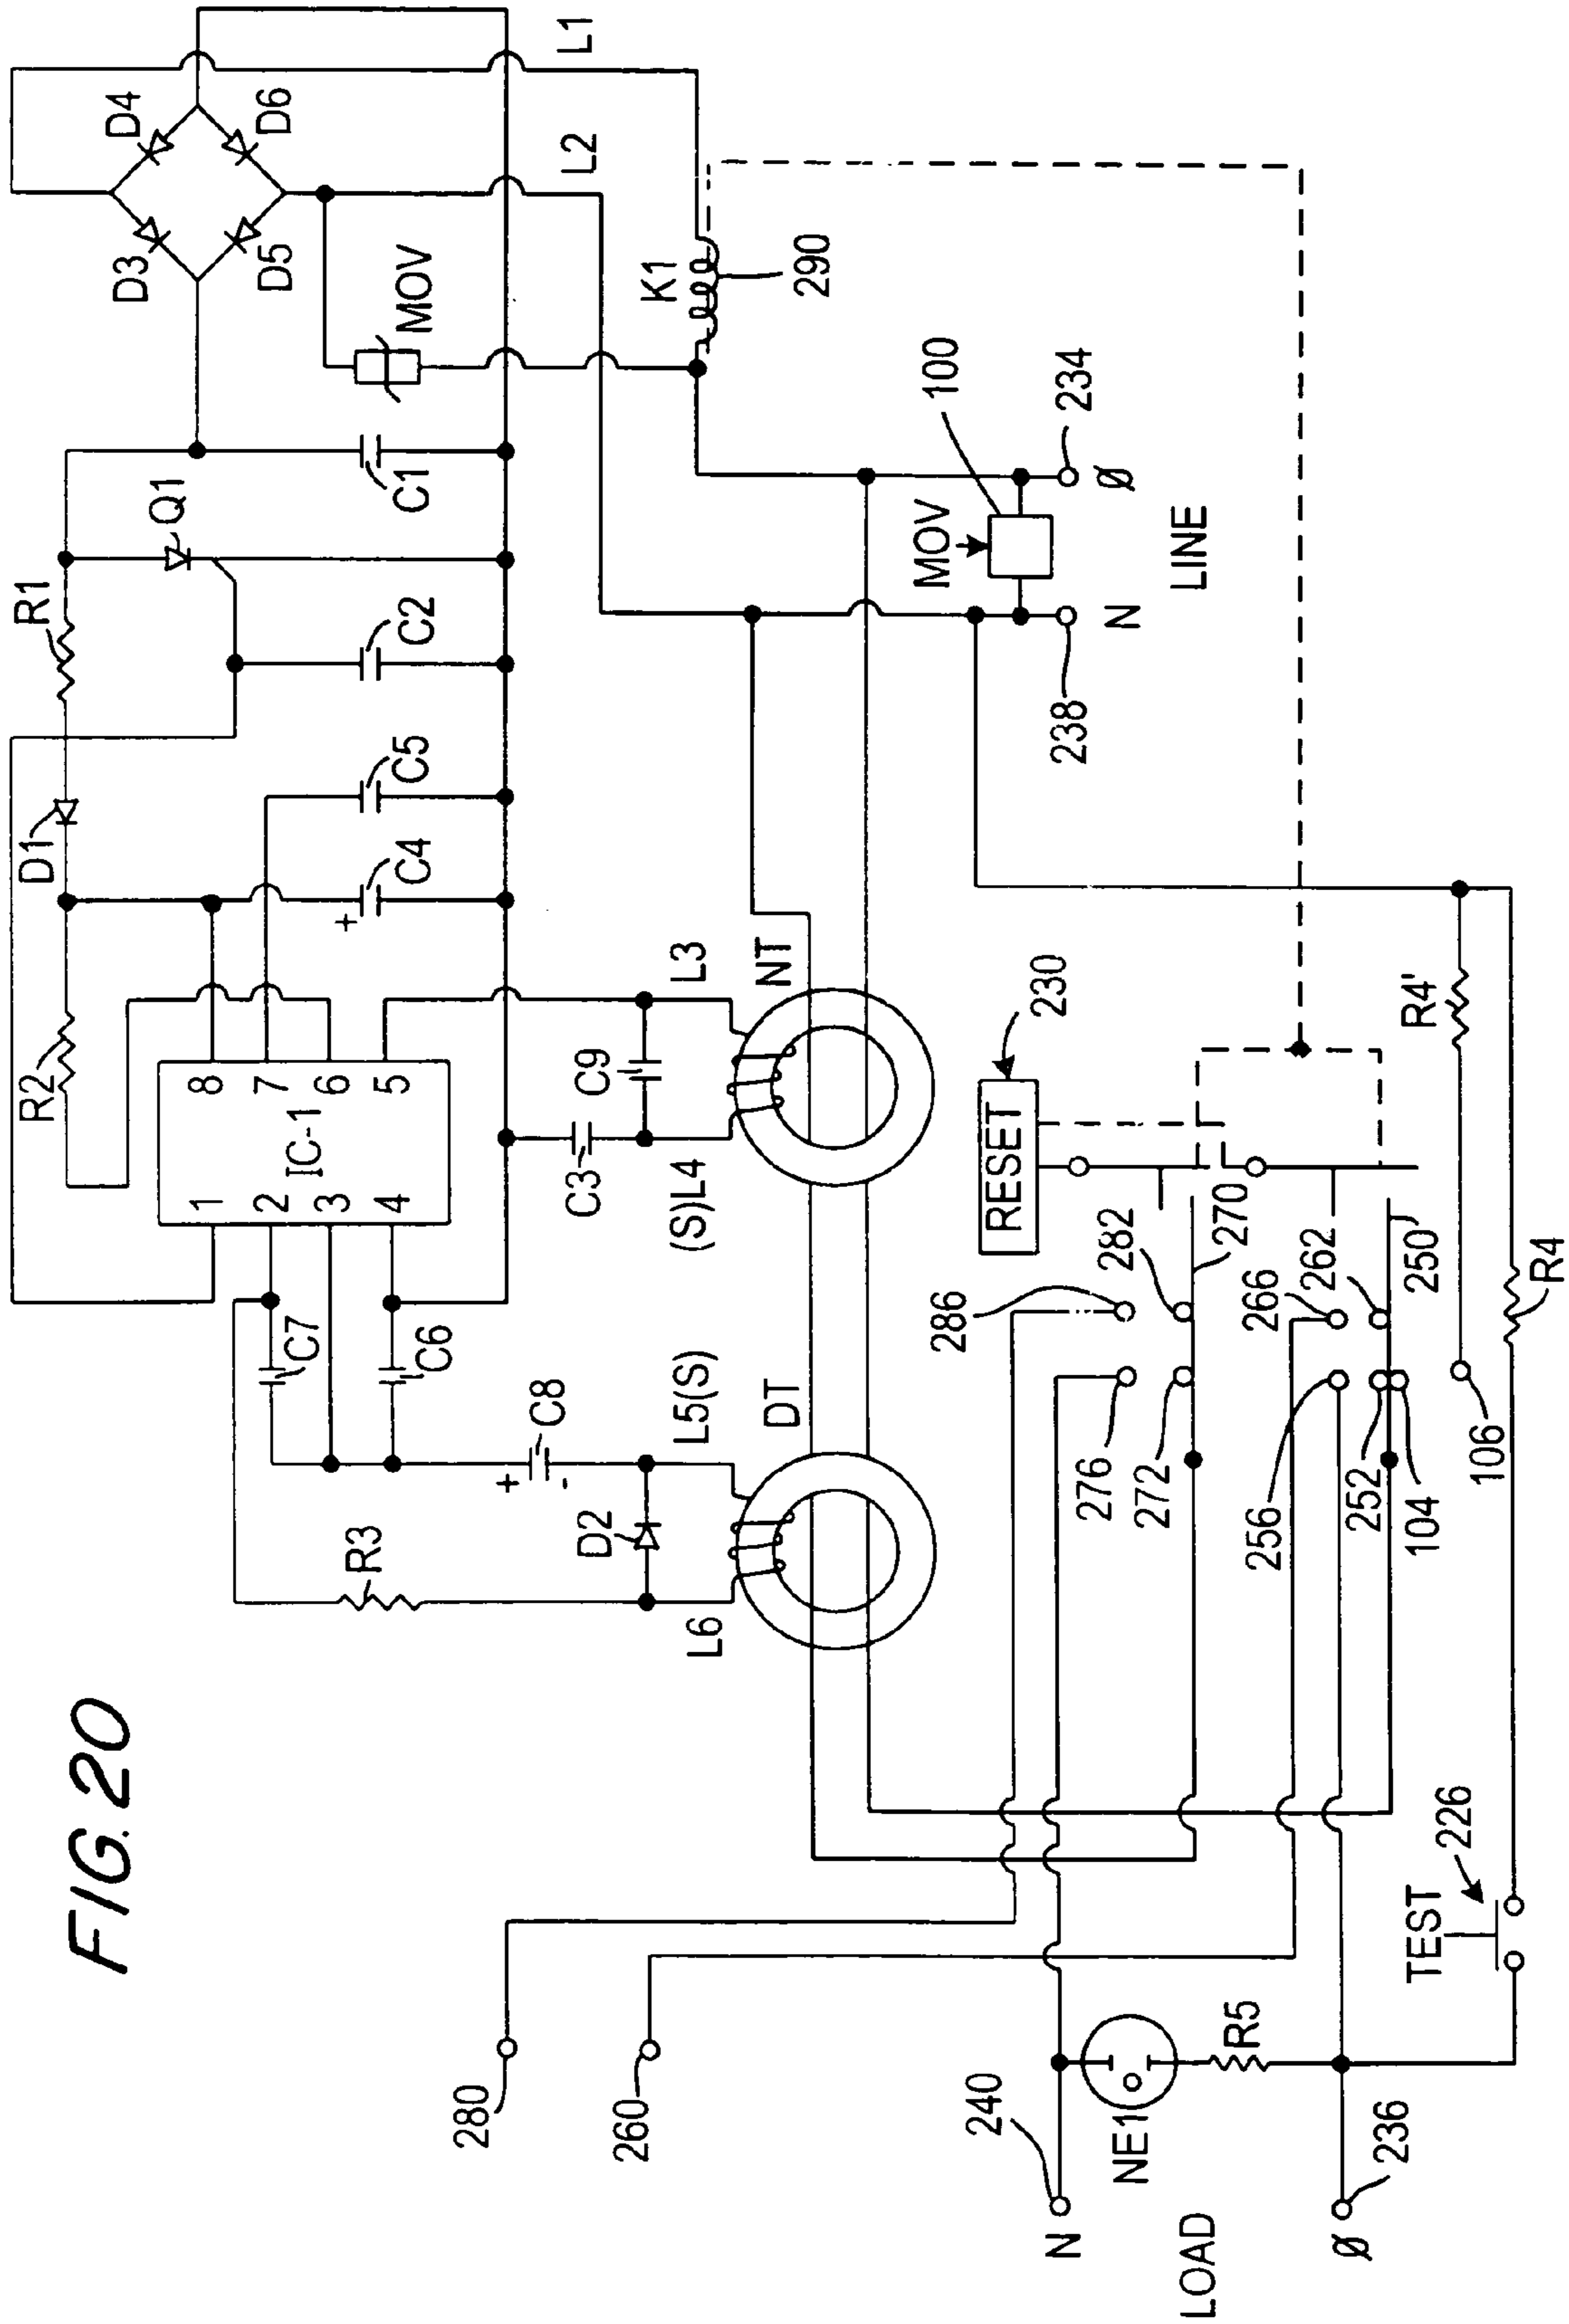 FIG. 20
L1
L2
D4
D6
D3
D5
MOV
K1
290
Q1
C1
R1
C2
C5
D1
C4
+
R2
IC-1
8
7
6
5
1
2
3
4
L3
C9
C3
(S)L4
NT
C7
C6
C8
+
-
L5(S)
D2
R3
L6
DT
100
MOV
234
Ø
N
238
LINE
RESET
230
282
270
286
276
272
266
262
250
256
252
104
106
R4'
R4
TEST
226
280
260
240
N
NE1
R5
236
Ø
LOAD